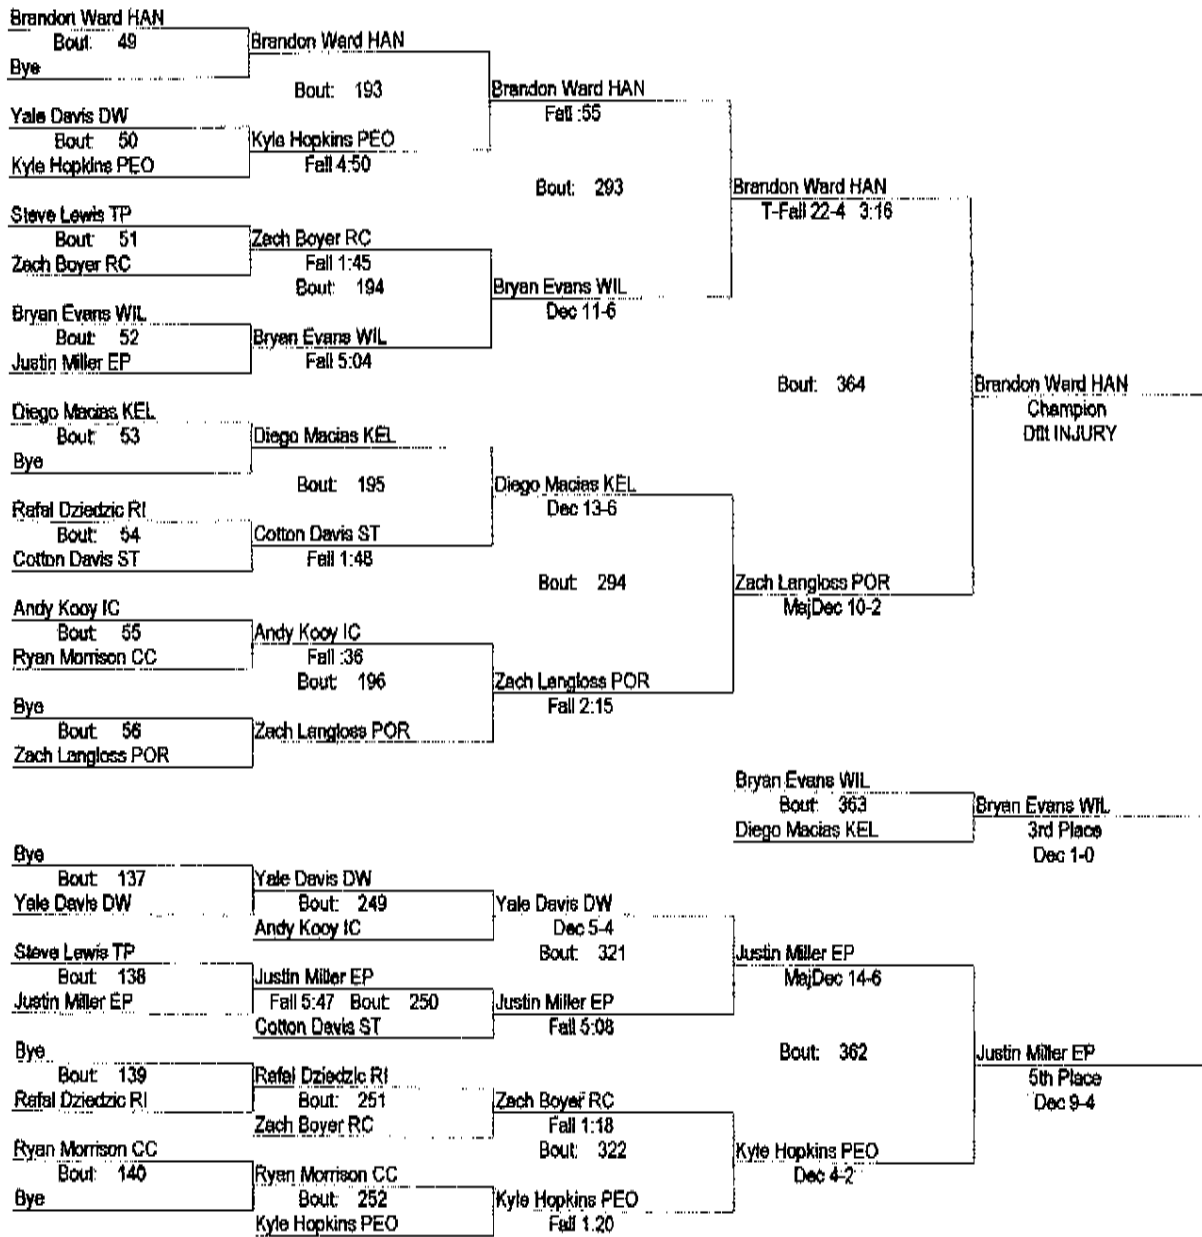 Brandon Ward HAN
Bout: 49
Bye
Brandon Ward HAN
Bout: 193
Yale Davis DW
Bout: 50
Kyle Hopkins PEO
Kyle Hopkins PEO
Fall 4:50
Brandon Ward HAN
Fall :55
Bout: 293
Steve Lewis TP
Bout: 51
Zach Boyer RC
Zach Boyer RC
Fall 1:45
Bout: 194
Bryan Evans WIL
Bout: 52
Justin Miller EP
Bryan Evans WIL
Fall 5:04
Bryan Evans WIL
Dec 11-6
Brandon Ward HAN
T-Fall 22-4 3:16
Bout: 364
Brandon Ward HAN
Champion
Dflt INJURY
Diego Macias KEL
Bout: 53
Bye
Diego Macias KEL
Bout: 195
Rafal Dziedzic RI
Bout: 54
Cotton Davis ST
Cotton Davis ST
Fall 1:48
Diego Macias KEL
Dec 13-6
Bout: 294
Andy Kooy IC
Bout: 55
Ryan Morrison CC
Andy Kooy IC
Fall :36
Bout: 196
Bye
Bout: 56
Zach Langloss POR
Zach Langloss POR
Zach Langloss POR
Fall 2:15
Zach Langloss POR
MajDec 10-2
Bryan Evans WIL
Bout: 363
Diego Macias KEL
Bryan Evans WIL
3rd Place
Dec 1-0
Bye
Bout: 137
Yale Davis DW
Yale Davis DW
Bout: 249
Andy Kooy IC
Yale Davis DW
Dec 5-4
Bout: 321
Steve Lewis TP
Bout: 138
Justin Miller EP
Justin Miller EP
Fall 5:47 Bout: 250
Cotton Davis ST
Justin Miller EP
Fall 5:08
Justin Miller EP
MajDec 14-6
Bout: 362
Justin Miller EP
5th Place
Dec 9-4
Bye
Bout: 139
Rafal Dziedzic RI
Rafal Dziedzic RI
Bout: 251
Zach Boyer RC
Zach Boyer RC
Fall 1:18
Bout: 322
Ryan Morrison CC
Bout: 140
Bye
Ryan Morrison CC
Bout: 252
Kyle Hopkins PEO
Kyle Hopkins PEO
Fall 1:20
Kyle Hopkins PEO
Dec 4-2